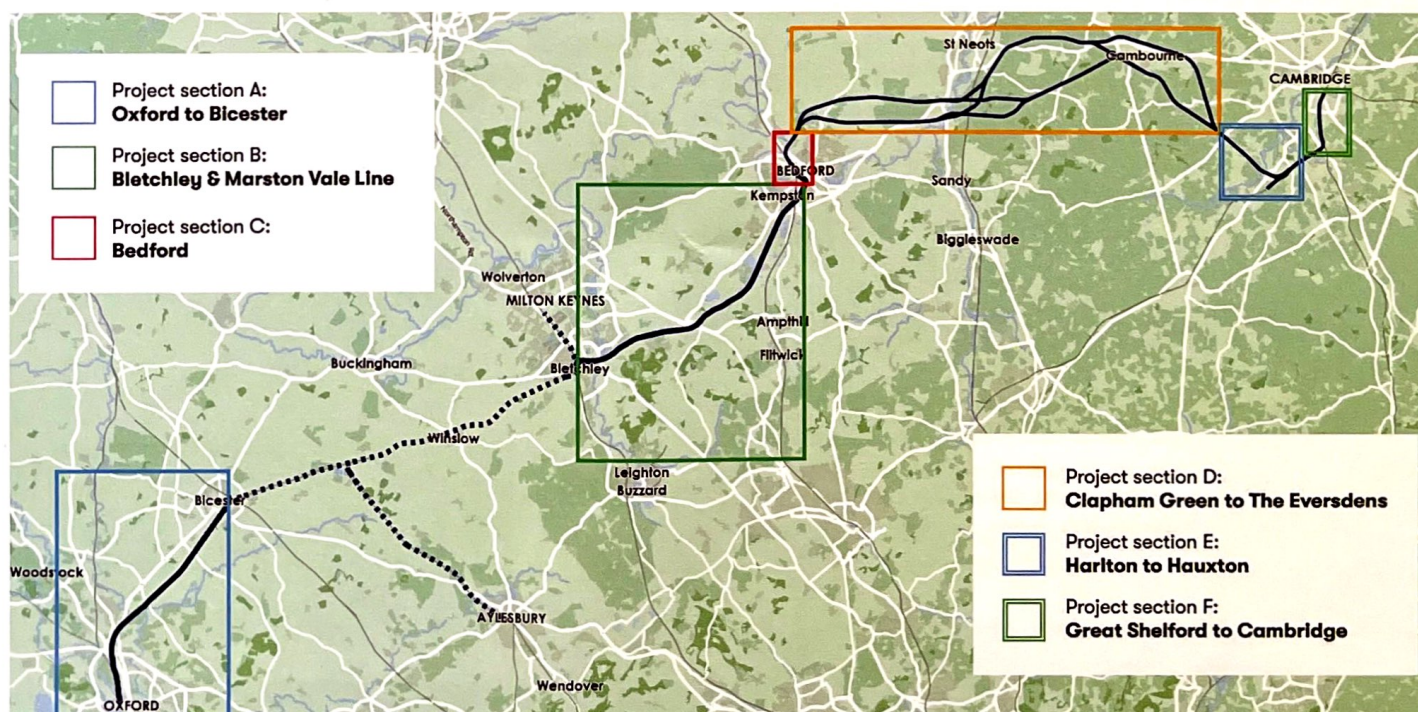 Project section A:
Oxford to Bicester
Project section B:
Bletchley & Marston Vale Line
Project section C:
Bedford
St Neots
Cambourne
CAMBRIDGE
BEDFORD
Kempston
Sandy
Biggleswade
Northampton Rd
Wolverton
MILTON KEYNES
Ampthill
Flitwick
Buckingham
Bletchley
Winslow
Leighton
Buzzard
Bicester
Woodstock
AYLESBURY
Wendover
OXFORD
Project section D:
Clapham Green to The Eversdens
Project section E:
Harlton to Hauxton
Project section F:
Great Shelford to Cambridge